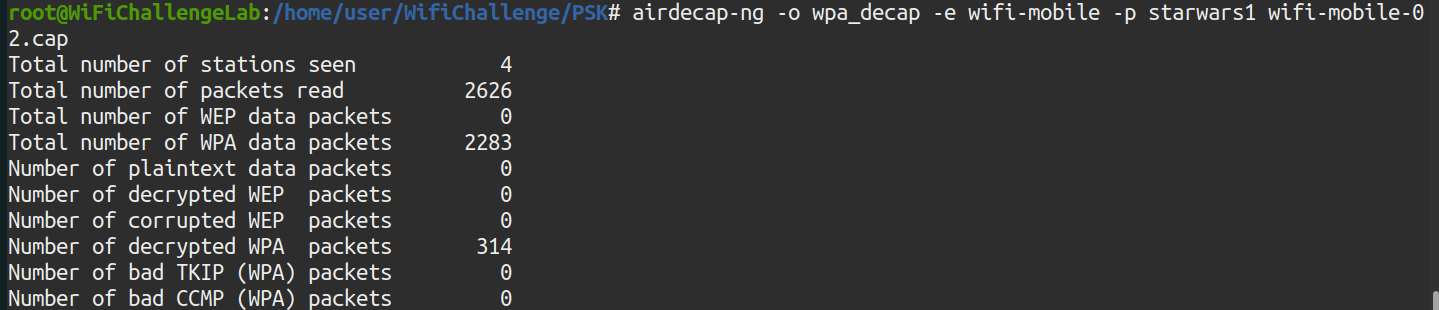 root@WiFiChallengeLab:/home/user/WifiChallenge/PSK# airdecap-ng -o wpa_decap -e wifi-mobile -p starwars1 wifi-mobile-0
2.cap
Total number of stations seen            4
Total number of packets read          2626
Total number of WEP data packets         0
Total number of WPA data packets      2283
Number of plaintext data packets         0
Number of decrypted WEP  packets         0
Number of corrupted WEP  packets         0
Number of decrypted WPA  packets       314
Number of bad TKIP (WPA) packets         0
Number of bad CCMP (WPA) packets         0